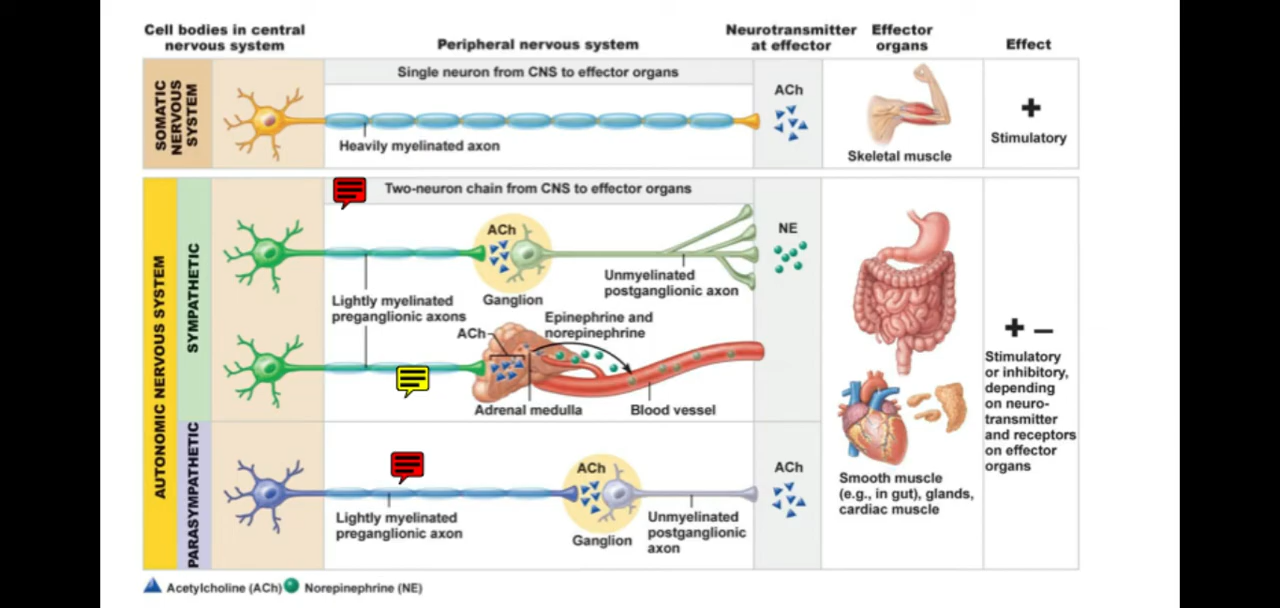 Cell bodies in central
nervous system
Peripheral nervous system
Neurotransmitter
at effector
Effector
organs
Effect
SOMATIC
NERVOUS
SYSTEM
Single neuron from CNS to effector organs
Heavily myelinated axon
ACh
Skeletal muscle
+
Stimulatory
AUTONOMIC NERVOUS SYSTEM
SYMPATHETIC
Two-neuron chain from CNS to effector organs
ACh
Ganglion
Unmyelinated
postganglionic axon
NE
Lightly myelinated
preganglionic axons
Epinephrine and
norepinephrine
ACh
Adrenal medulla
Blood vessel
+ −
Stimulatory
or inhibitory,
depending
on neuro-
transmitter
and receptors
on effector
organs
PARASYMPATHETIC
Lightly myelinated
preganglionic axon
ACh
Ganglion
Unmyelinated
postganglionic
axon
ACh
Smooth muscle
(e.g., in gut), glands,
cardiac muscle
Acetylcholine (ACh)
Norepinephrine (NE)